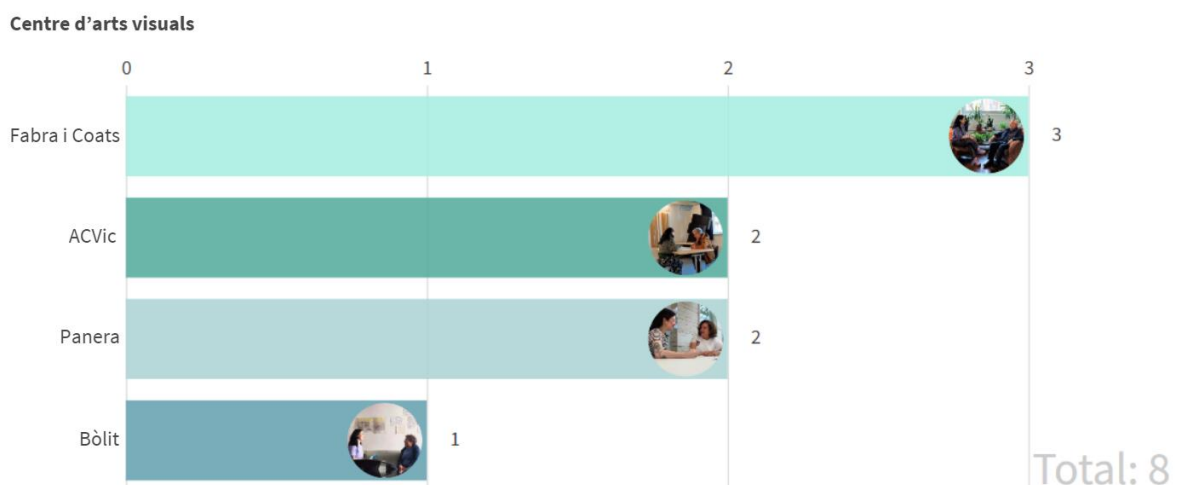 Centre d’arts visuals
0 1 2 3
Fabra i Coats 3
ACVic 2
Panera 2
Bòlit 1
Total: 8